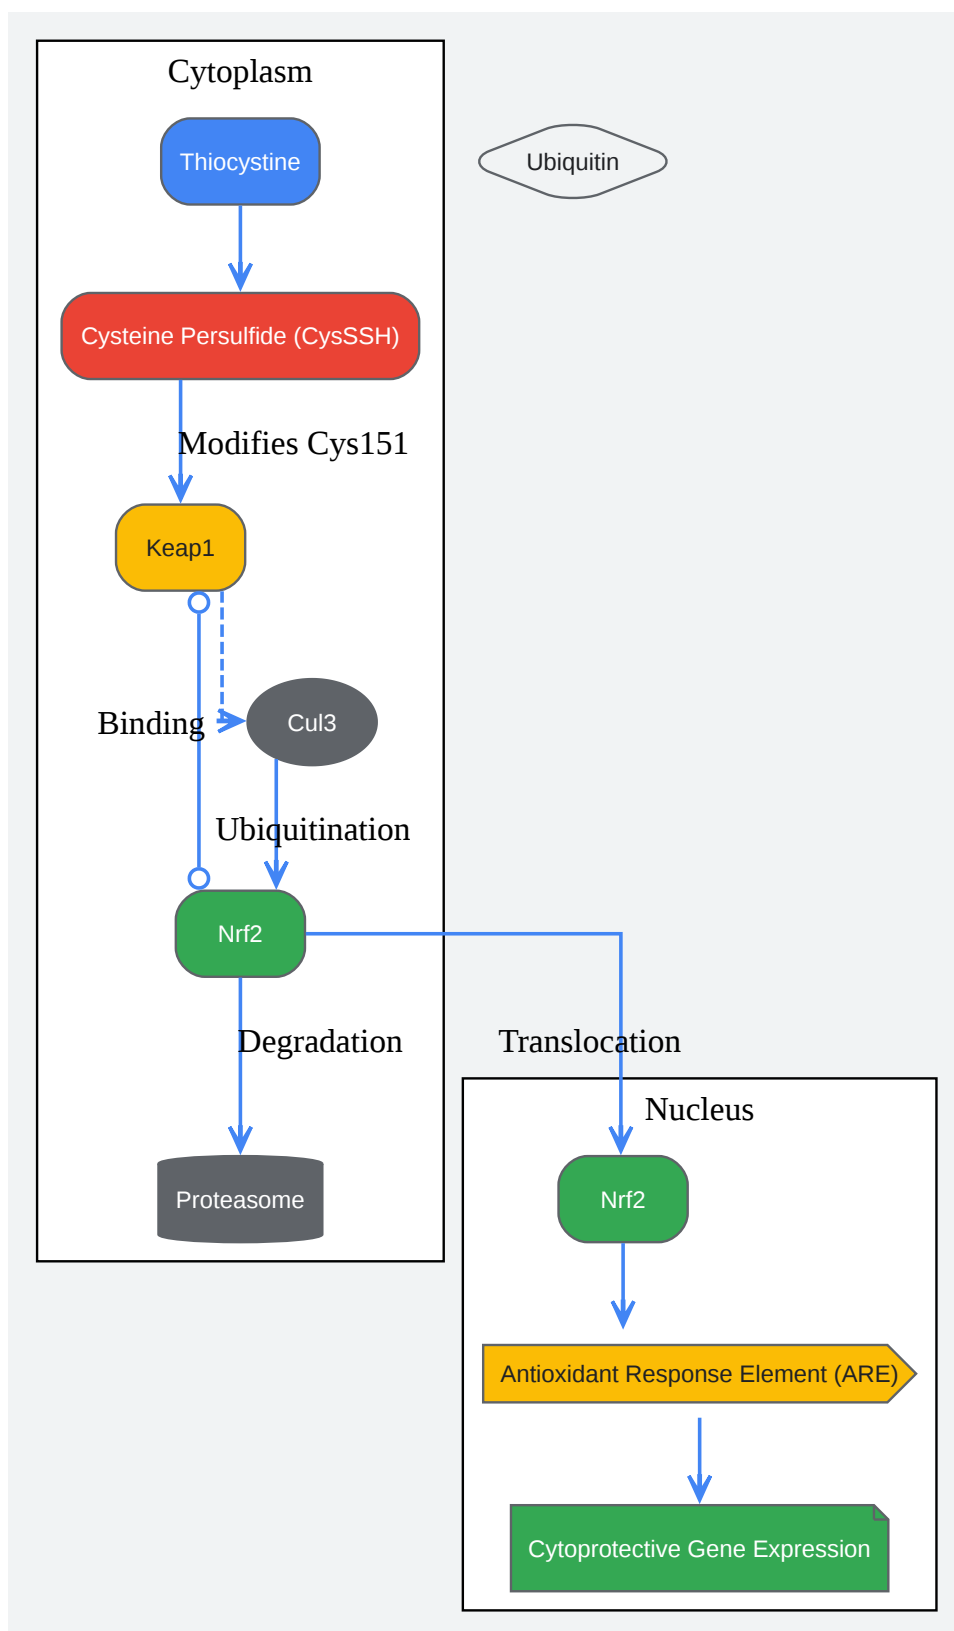 Cytoplasm
Thiocystine
Ubiquitin
Cysteine Persulfide (CysSSH)
Modifies Cys151
Keap1
Binding
Cul3
Ubiquitination
Nrf2
Degradation
Translocation
Nucleus
Proteasome
Nrf2
Antioxidant Response Element (ARE)
Cytoprotective Gene Expression